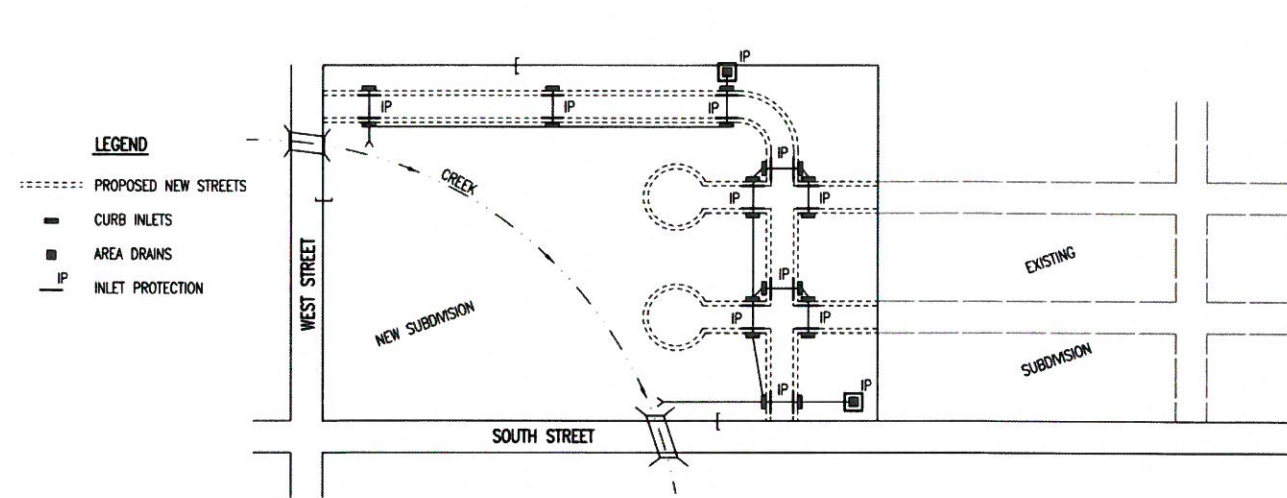 IP
IP
IP
IP
LEGEND
PROPOSED NEW STREETS
CURB INLETS
AREA DRAINS
IP
INLET PROTECTION
CREEK
IP
IP
IP
WEST STREET
NEW SUBDIVISION
IP
IP
IP
EXISTING
SUBDIVISION
IP
IP
SOUTH STREET